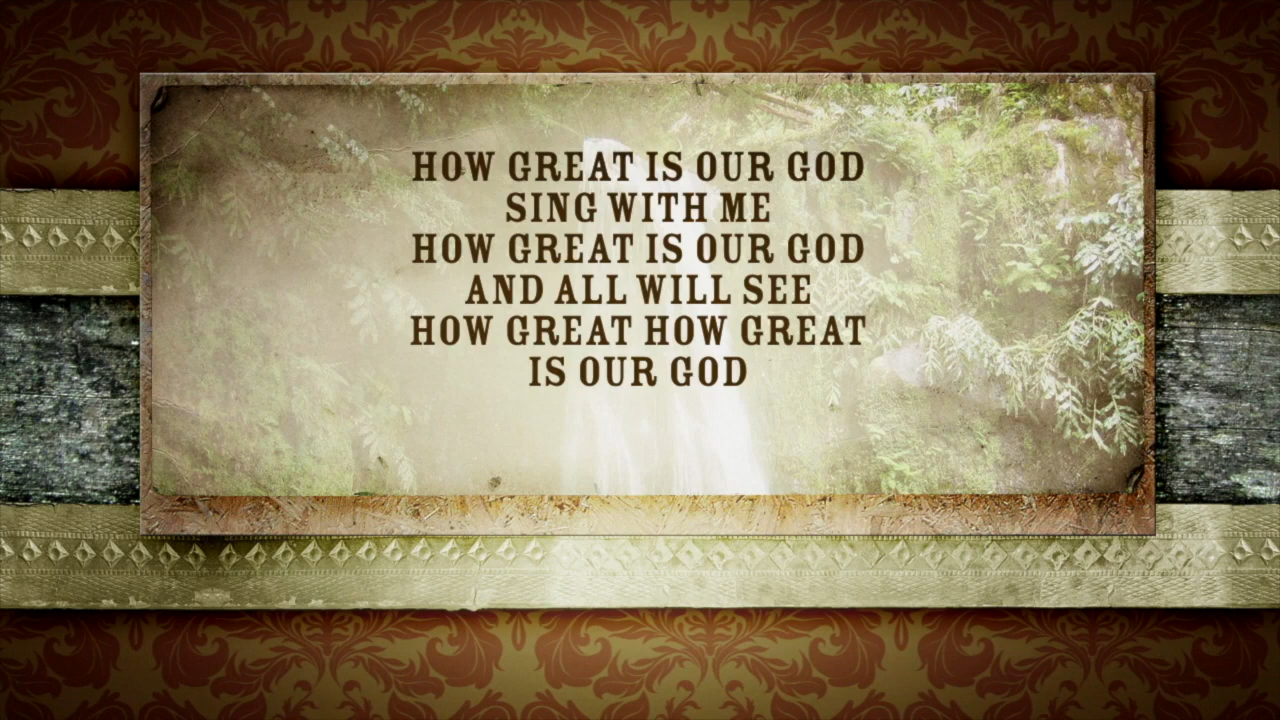 HOW GREAT IS OUR GOD
SING WITH ME
HOW GREAT IS OUR GOD
AND ALL WILL SEE
HOW GREAT HOW GREAT
IS OUR GOD